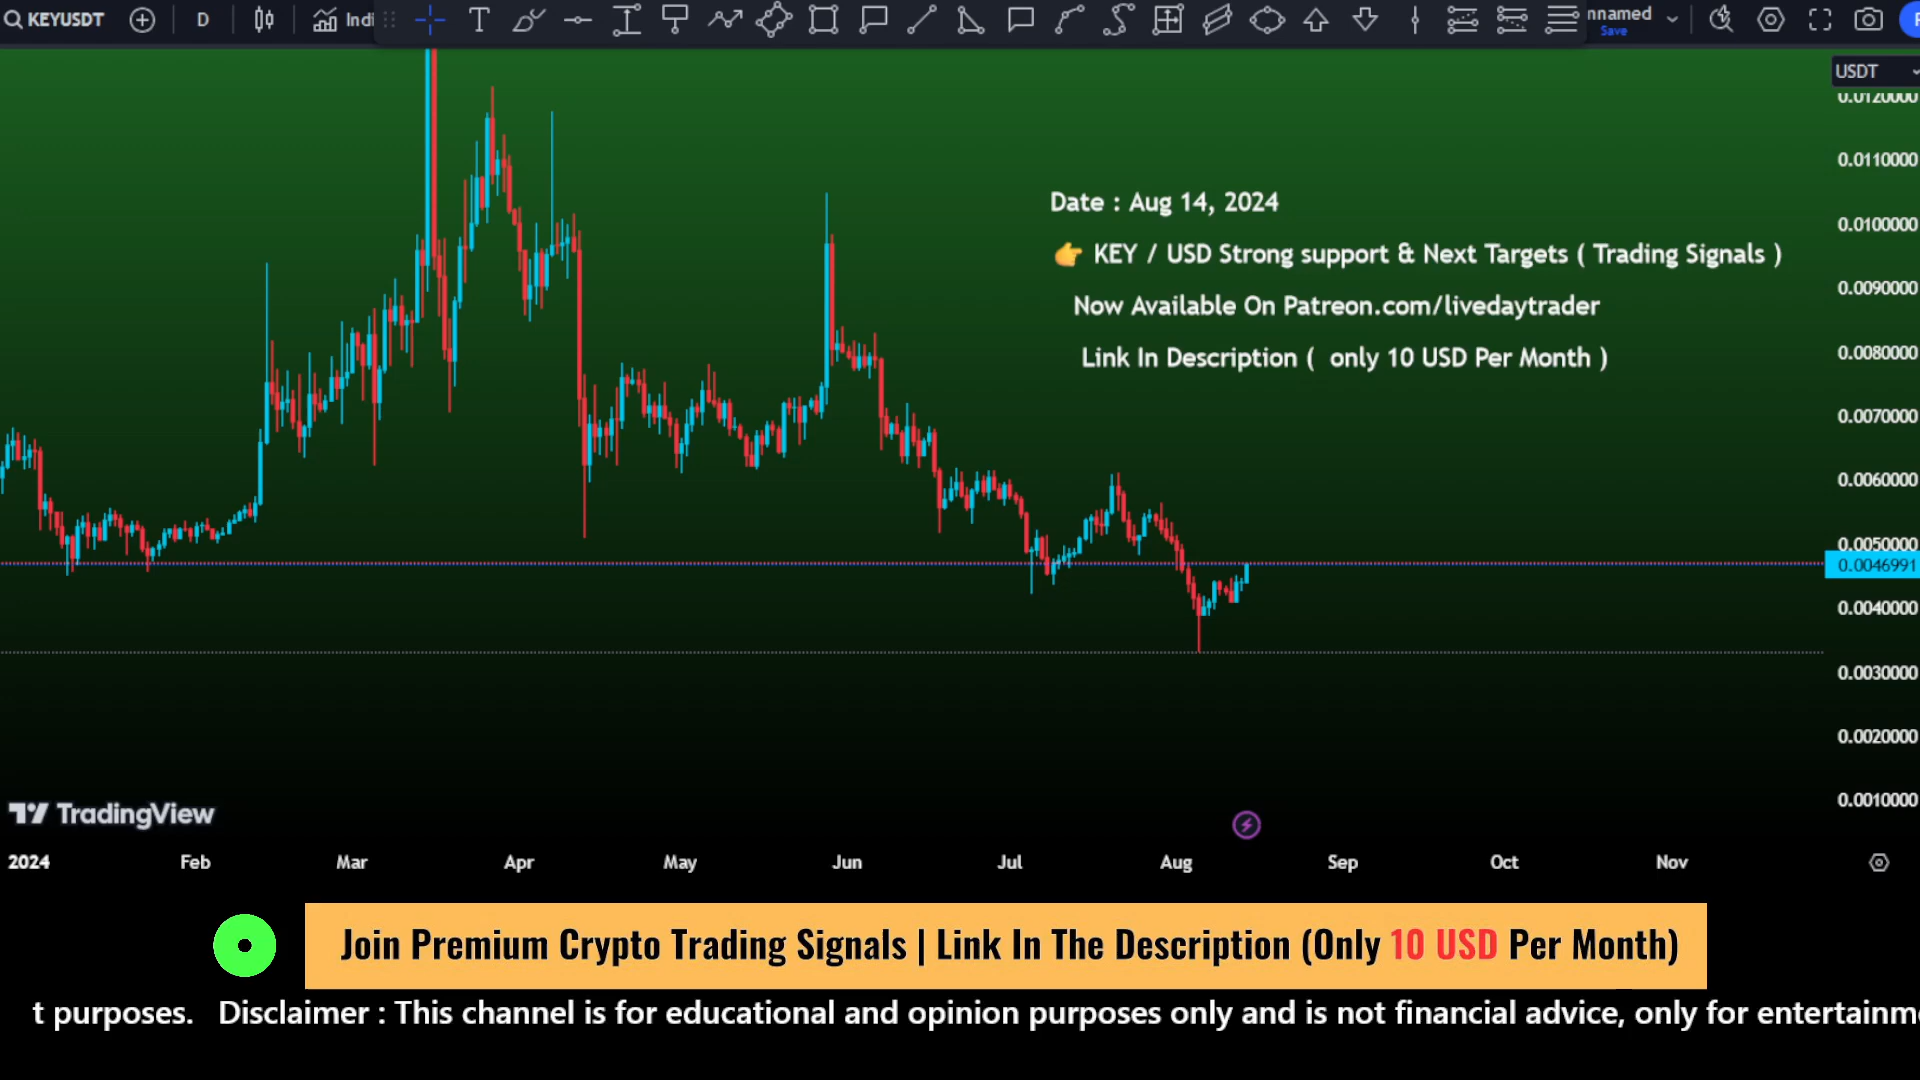 KEYUSDT
D
Indi
nnamed
Save
USDT
0.0120000
0.0110000
0.0100000
0.0090000
0.0080000
0.0070000
0.0060000
0.0050000
0.0046991
0.0040000
0.0030000
0.0020000
0.0010000
Date : Aug 14, 2024
👉 KEY / USD Strong support & Next Targets ( Trading Signals )
Now Available On Patreon.com/livedaytrader
Link In Description ( only 10 USD Per Month )
TradingView
2024 Feb Mar Apr May Jun Jul Aug Sep Oct Nov
Join Premium Crypto Trading Signals | Link In The Description (Only 10 USD Per Month)
t purposes. Disclaimer : This channel is for educational and opinion purposes only and is not financial advice, only for entertainm